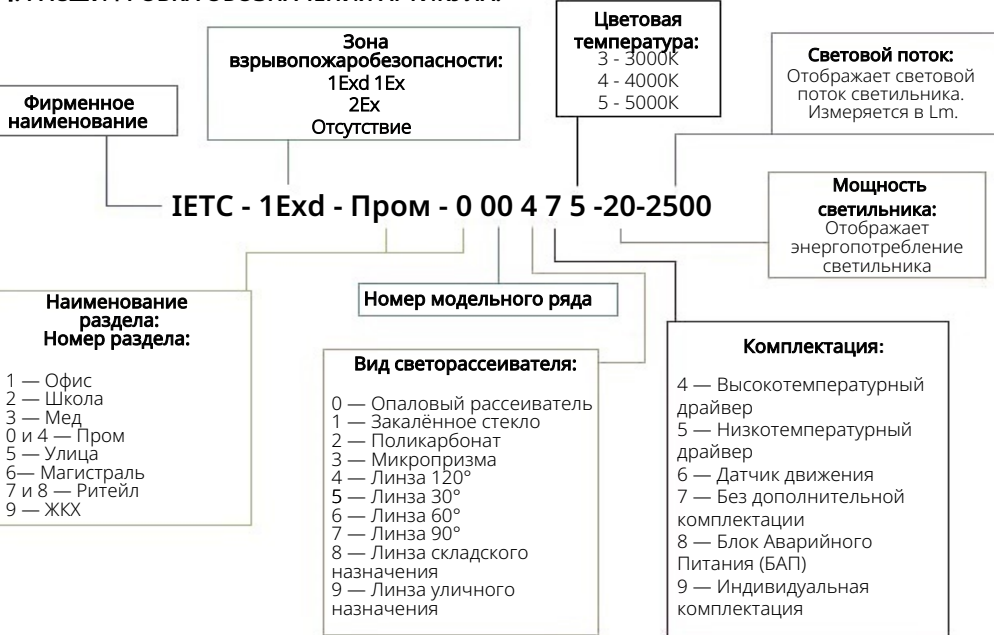 Цветовая
температура:
3 - 3000К
4 - 4000К
5 - 5000К
Зона
взрывопожаробезопасности:
1Exd 1Ex
2Ex
Отсутствие
Световой поток:
Отображает световой
поток светильника.
Измеряется в Lm.
Фирменное
наименование
IETC - 1Exd - Пром - 0 00 4 7 5 -20-2500
Мощность
светильника:
Отображает
энергопотребление
светильника
Номер модельного ряда
Наименование
раздела:
Номер раздела:
1 — Офис
2 — Школа
3 — Мед
0 и 4 — Пром
5 — Улица
6— Магистраль
7 и 8 — Ритейл
9 — ЖКХ
Вид светорассеивателя:
0 — Опаловый рассеиватель
1 — Закалённое стекло
2 — Поликарбонат
3 — Микропризма
4 — Линза 120°
5 — Линза 30°
6 — Линза 60°
7 — Линза 90°
8 — Линза складского
назначения
9 — Линза уличного
назначения
Комплектация:
4 — Высокотемпературный
драйвер
5 — Низкотемпературный
драйвер
6 — Датчик движения
7 — Без дополнительной
комплектации
8 — Блок Аварийного
Питания (БАП)
9 — Индивидуальная
комплектация